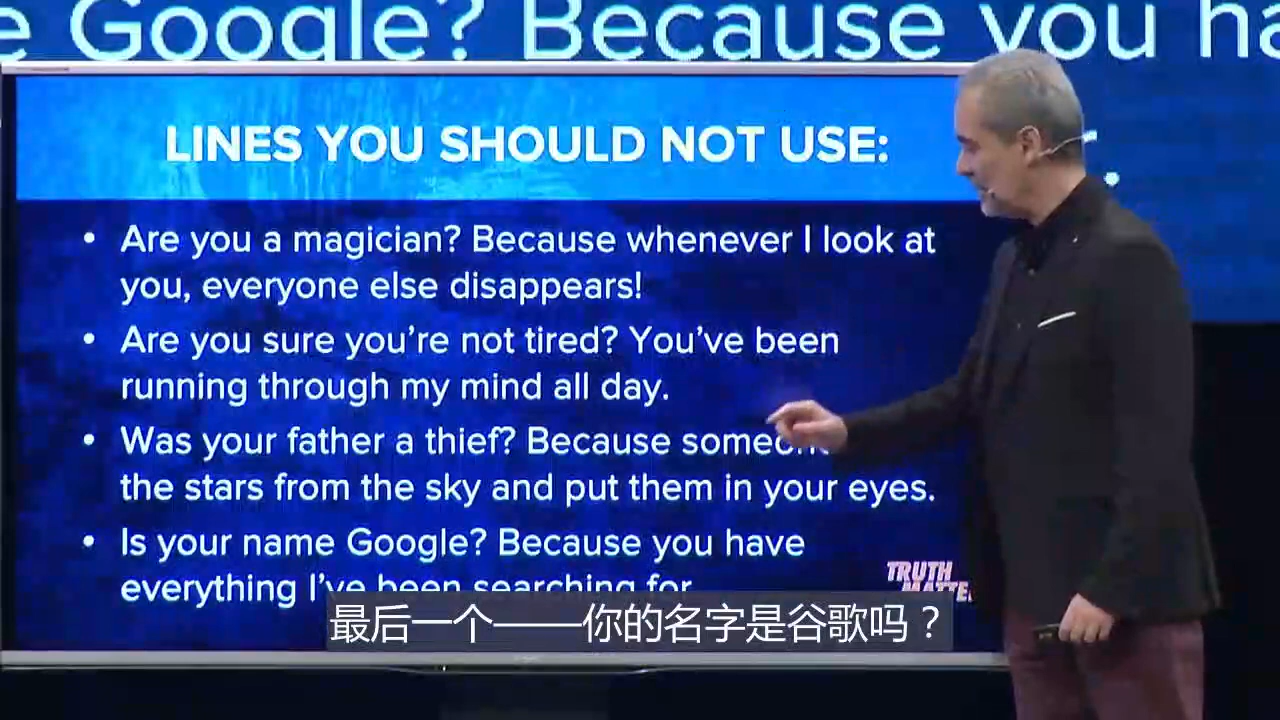 e Google? Because you ha
LINES YOU SHOULD NOT USE:
• Are you a magician? Because whenever I look at
you, everyone else disappears!
• Are you sure you're not tired? You've been
running through my mind all day.
• Was your father a thief? Because someo
the stars from the sky and put them in your eyes.
• Is your name Google? Because you have
everything I've been searching for
TRUTH
MATTE
最后一个——你的名字是谷歌吗？